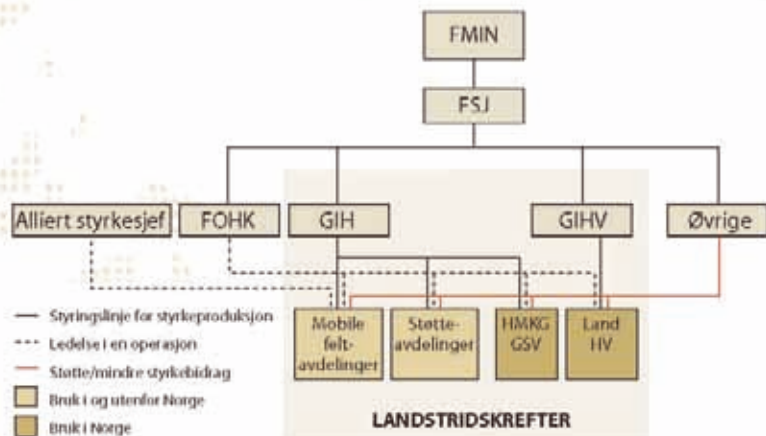 FMIN
FSJ
Alliert styrkesjef
FOHK
GIH
GIHV
Øvrige
Mobile
felt-
avdelinger
Støtte-
avdelinger
HMKG
GSV
Land
HV
Styringslinje for styrkeproduksjon
Ledelse i en operasjon
Støtte/mindre styrkebidrag
Bruk i og utenfor Norge
Bruk i Norge
LANDSTRIDSKREFTER